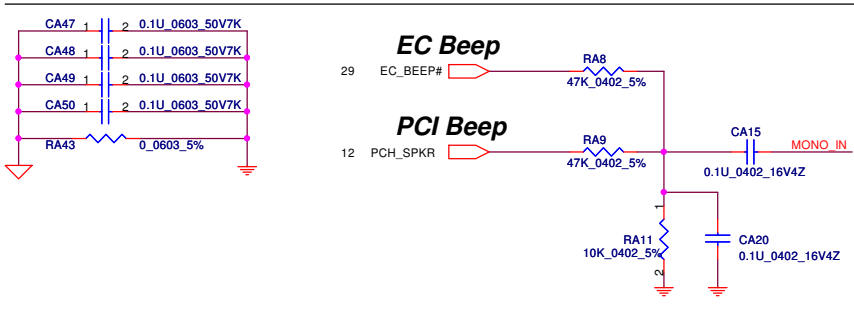 CA47 1 2 0.1U_0603_50V7K
CA48 1 2 0.1U_0603_50V7K
CA49 1 2 0.1U_0603_50V7K
CA50 1 2 0.1U_0603_50V7K
RA43 0_0603_5%
EC Beep
29 EC_BEEP#
RA8
47K_0402_5%
PCI Beep
12 PCH_SPKR
RA9
47K_0402_5%
CA15
0.1U_0402_16V4Z
MONO_IN
1
RA11
10K_0402_5%
2
CA20
0.1U_0402_16V4Z